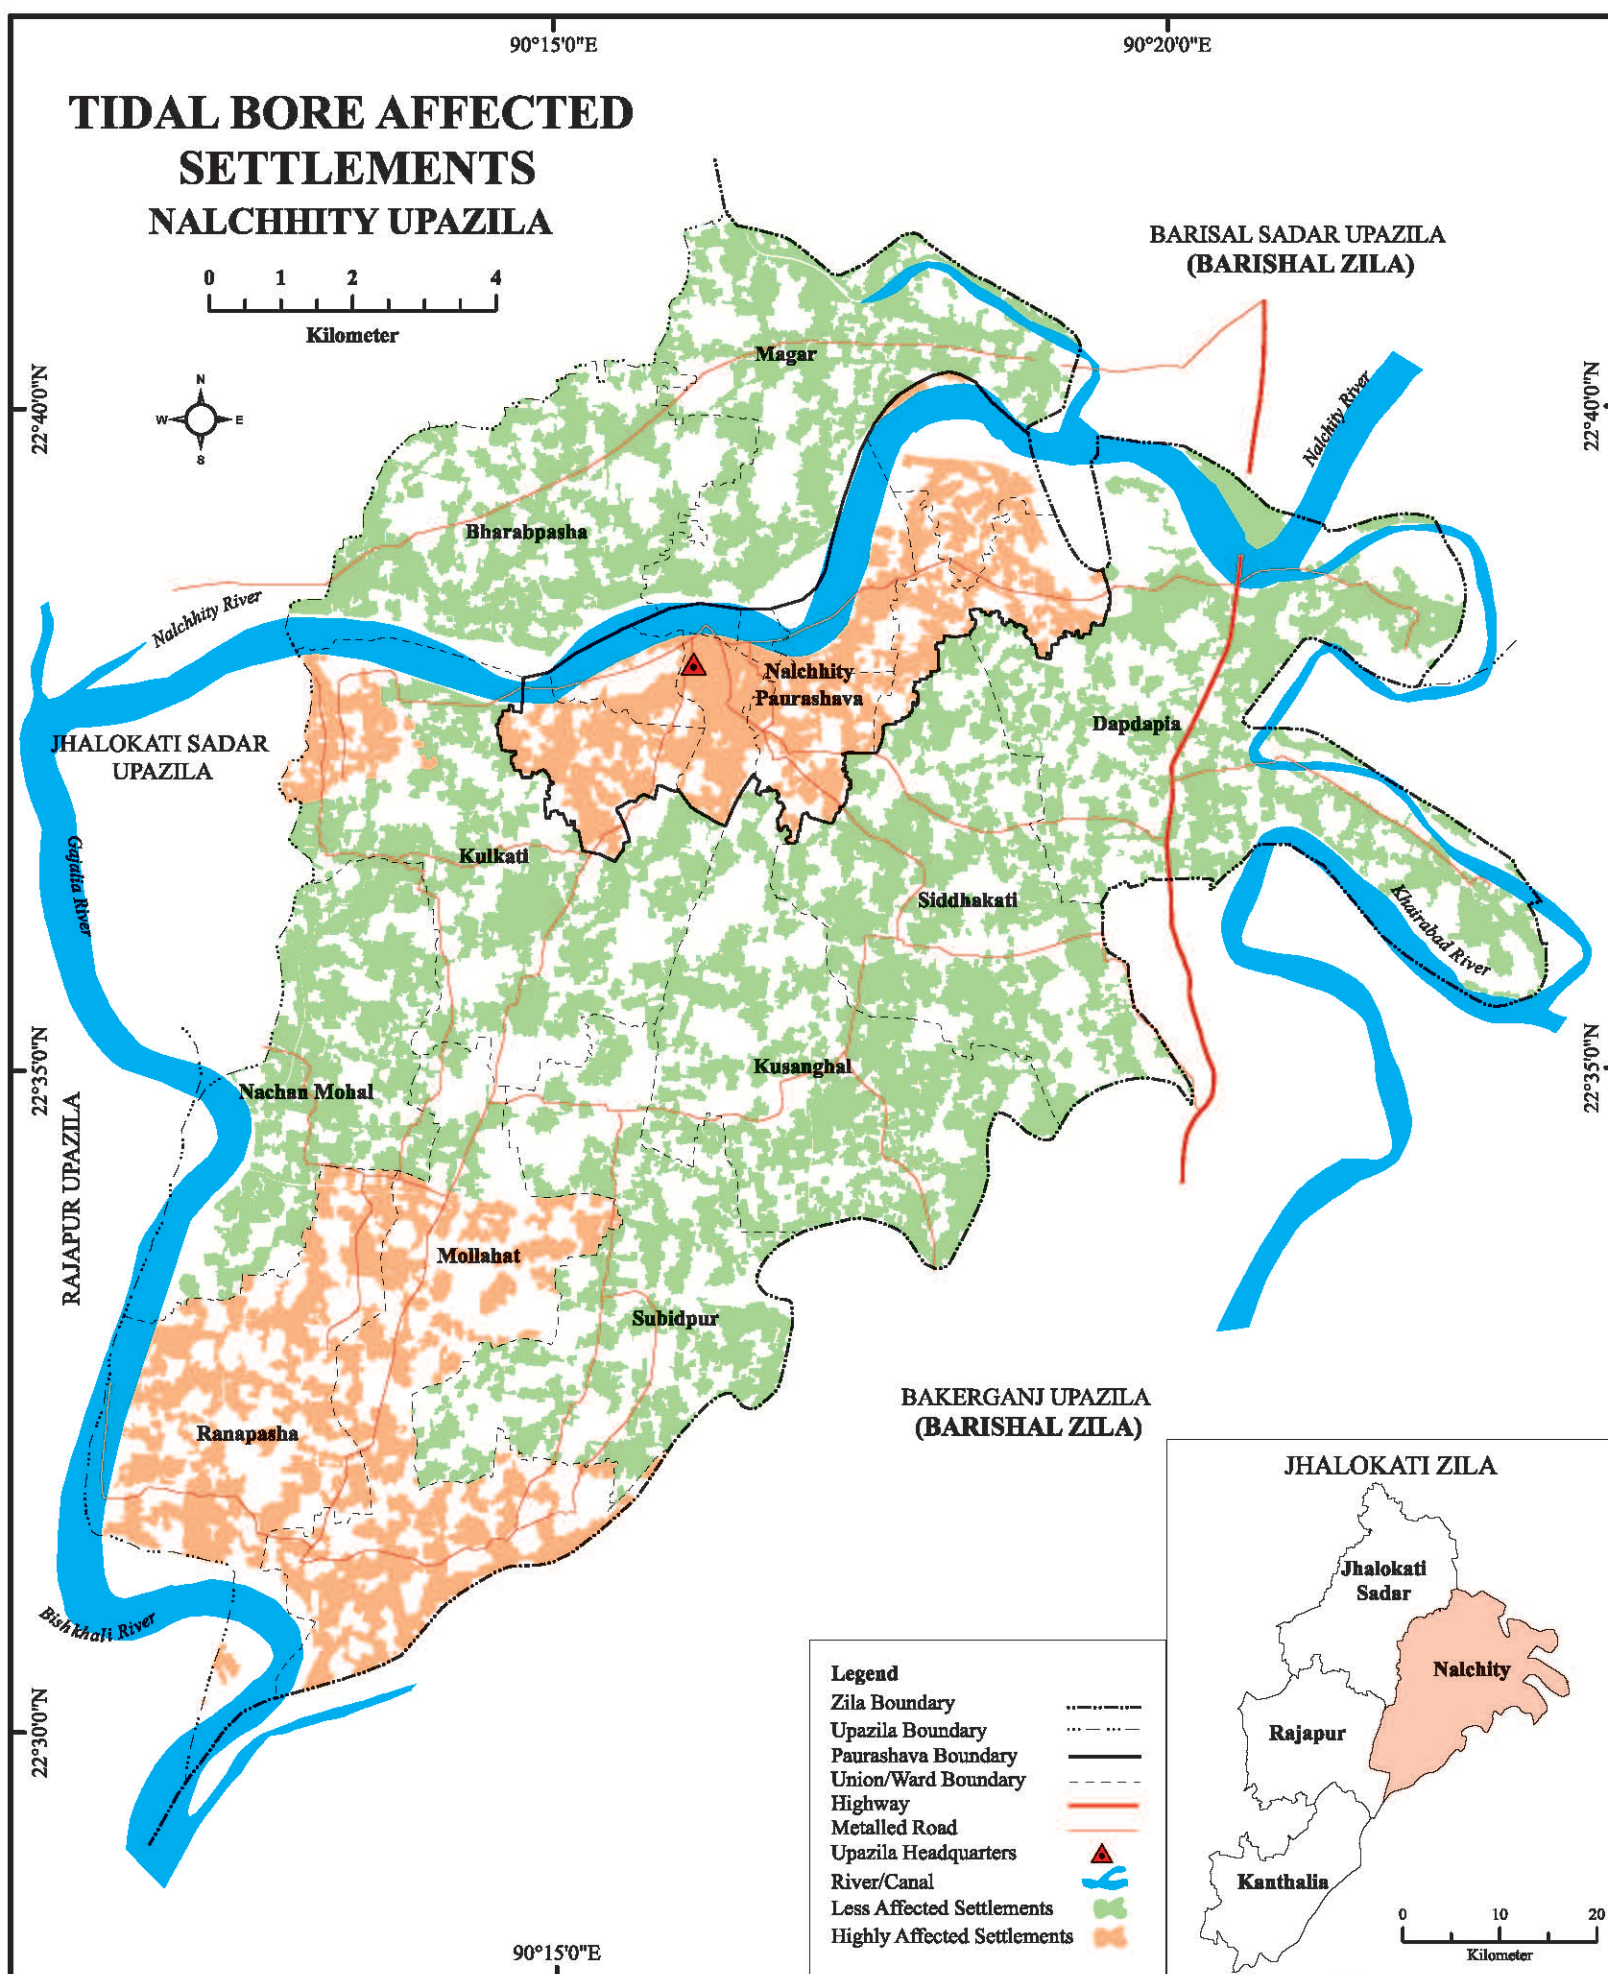 90°15'0"E
90°20'0"E
TIDAL BORE AFFECTED
SETTLEMENTS
NALCHHITY UPAZILA
0 1 2 4
Kilometer
N
W E
S
BARISAL SADAR UPAZILA
(BARISHAL ZILA)
22°40'0"N
22°40'0"N
Magar
Nalchity River
Bharabpasha
Nalchhity River
Nalchhity
Paurashava
Dapdapia
JHALOKATI SADAR
UPAZILA
Gajalia River
Kulkati
Siddhakati
Khairabad River
22°35'0"N
22°35'0"N
Kusanghal
Nachan Mohal
RAJAPUR UPAZILA
Mollahat
Subidpur
Ranapasha
BAKERGANJ UPAZILA
(BARISHAL ZILA)
Bishkhali River
22°30'0"N
90°15'0"E
Legend
Zila Boundary
Upazila Boundary
Paurashava Boundary
Union/Ward Boundary
Highway
Metalled Road
Upazila Headquarters
River/Canal
Less Affected Settlements
Highly Affected Settlements
JHALOKATI ZILA
Jhalokati
Sadar
Nalchity
Rajapur
Kanthalia
0 10 20
Kilometer